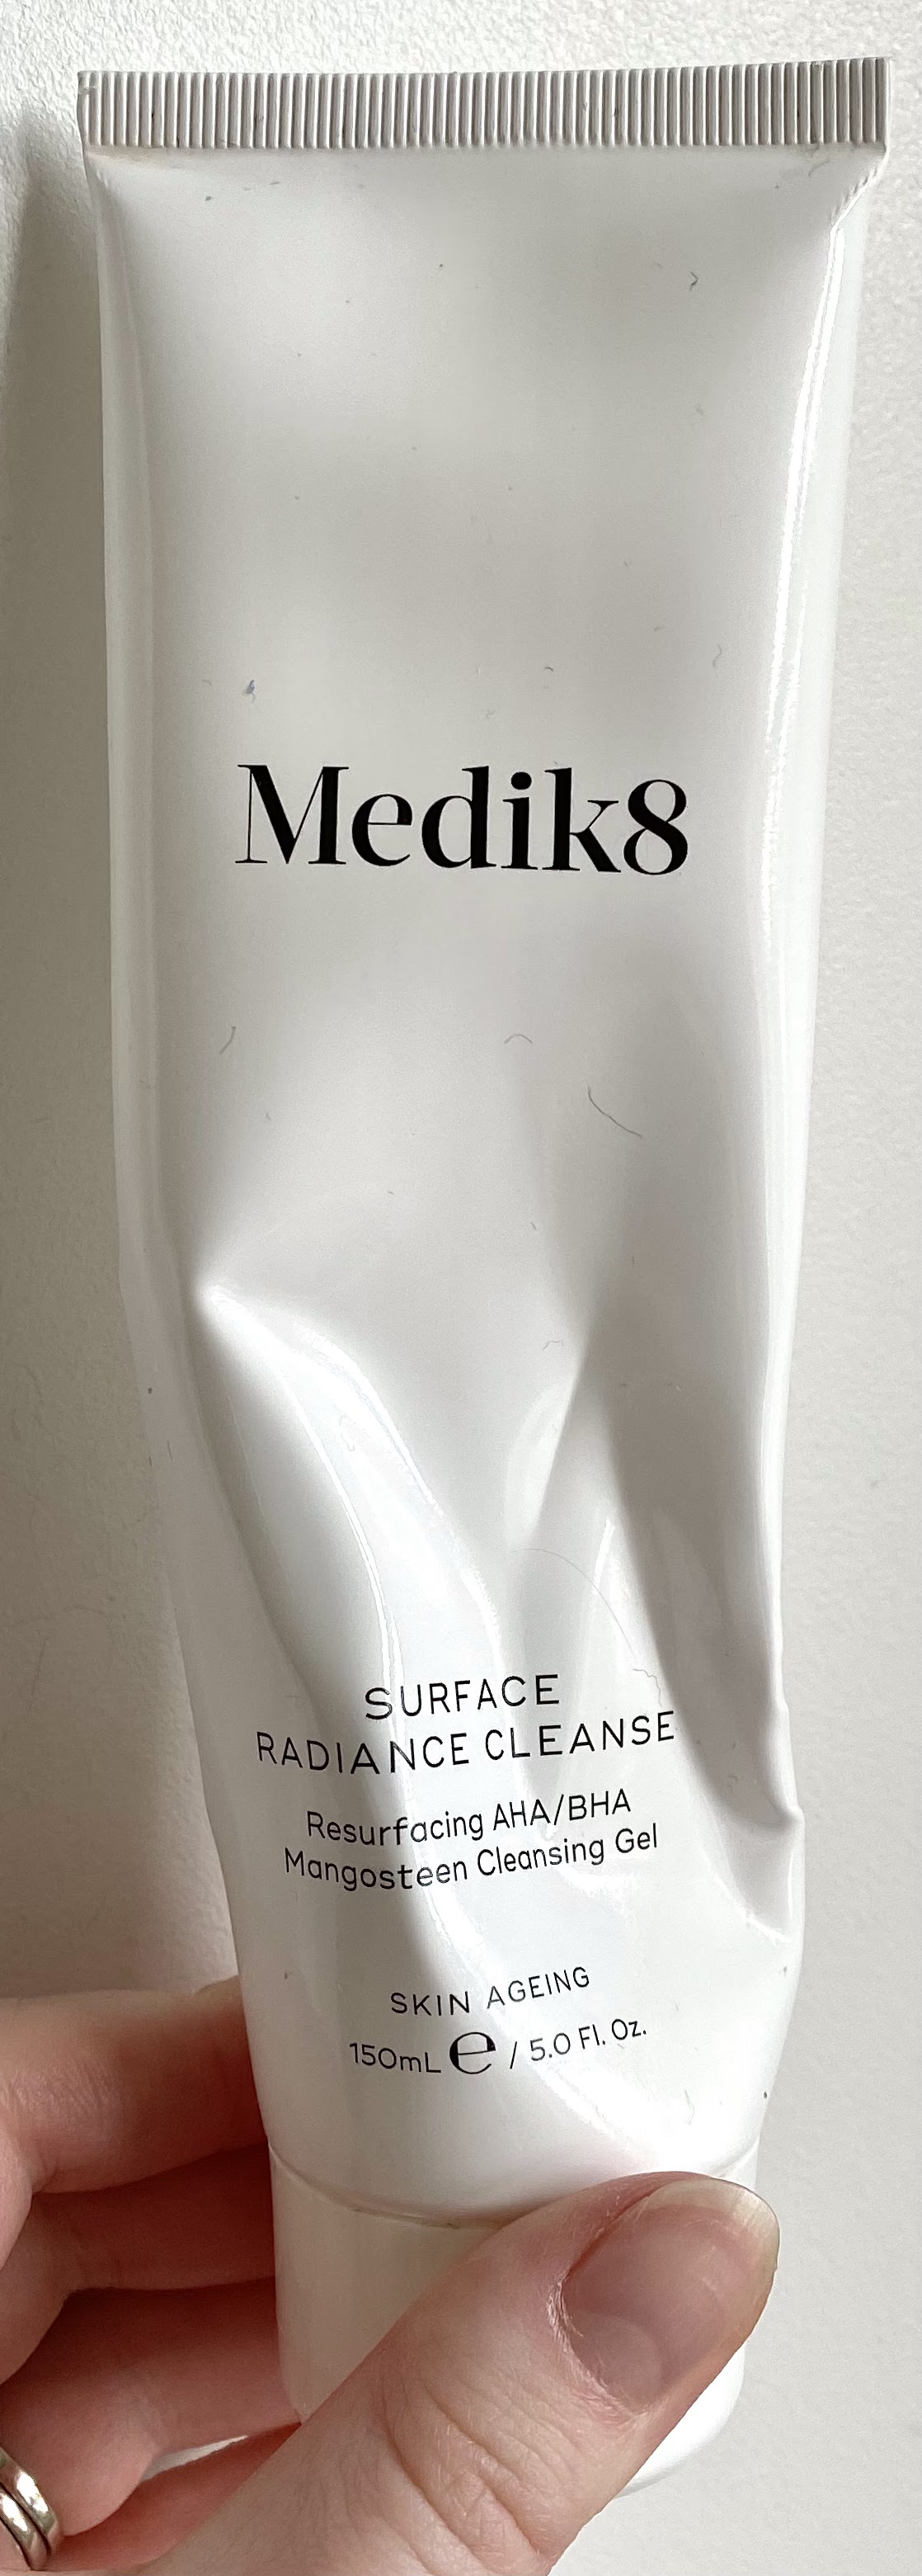 Medik8
SURFACE
RADIANCE CLEANSE
Resurfacing AHA/BHA
Mangosteen Cleansing Gel
SKIN AGEING
150mL ℮ / 5.0 Fl. Oz.